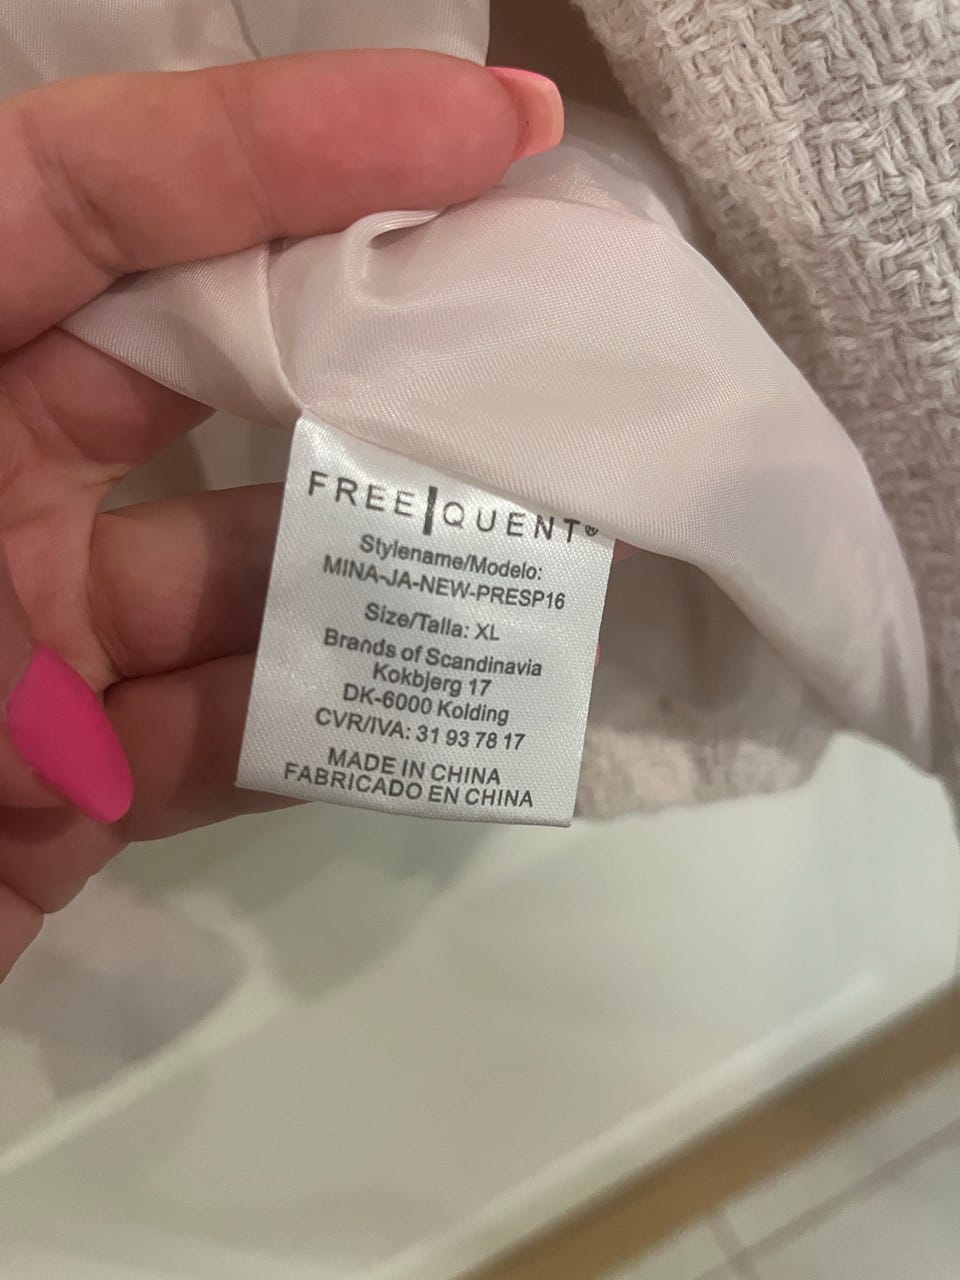 FREE|QUENT®
Stylename/Modelo:
MINA-JA-NEW-PRESP16
Size/Talla: XL
Brands of Scandinavia
Kokbjerg 17
DK-6000 Kolding
CVR/IVA: 31 93 78 17
MADE IN CHINA
FABRICADO EN CHINA